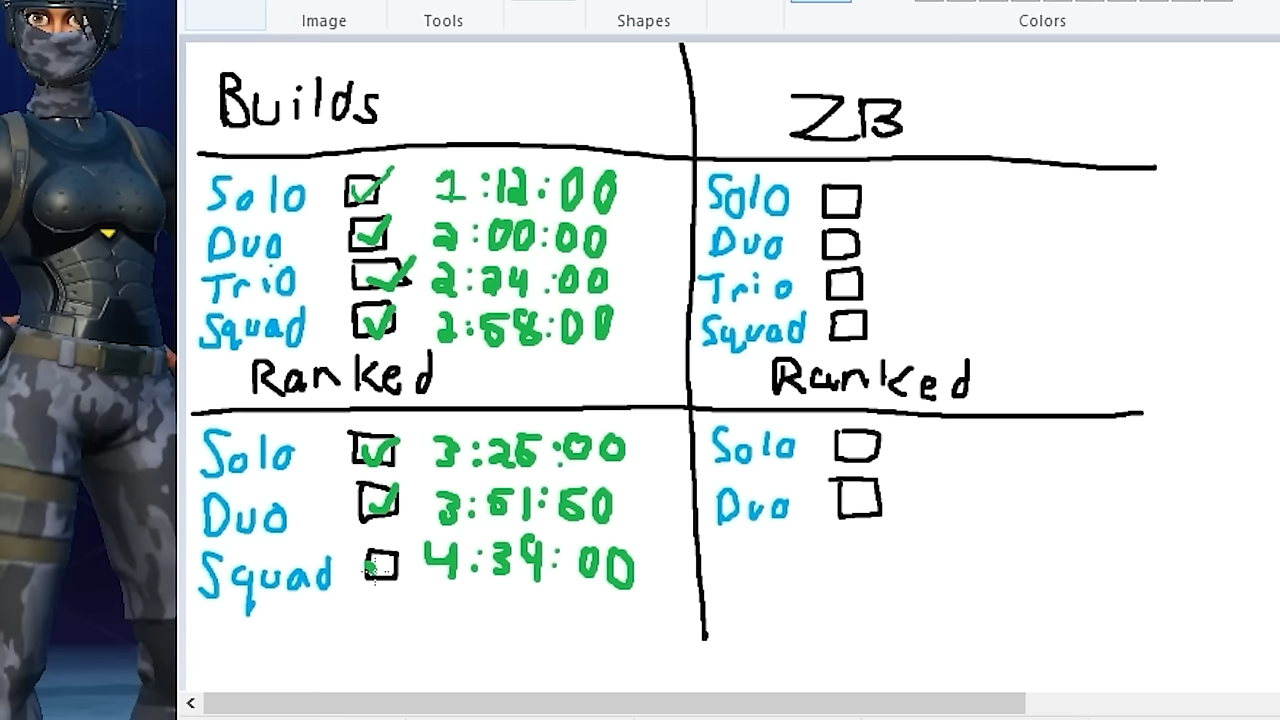 Image Tools Shapes Colors
Builds
ZB
Solo 1:12:00
Duo 2:00:00
Trio 2:24:00
Squad 2:58:00
Solo
Duo
Trio
Squad
Ranked
Ranked
Solo 3:25:00
Duo 3:51:50
Squad 4:39:00
Solo
Duo